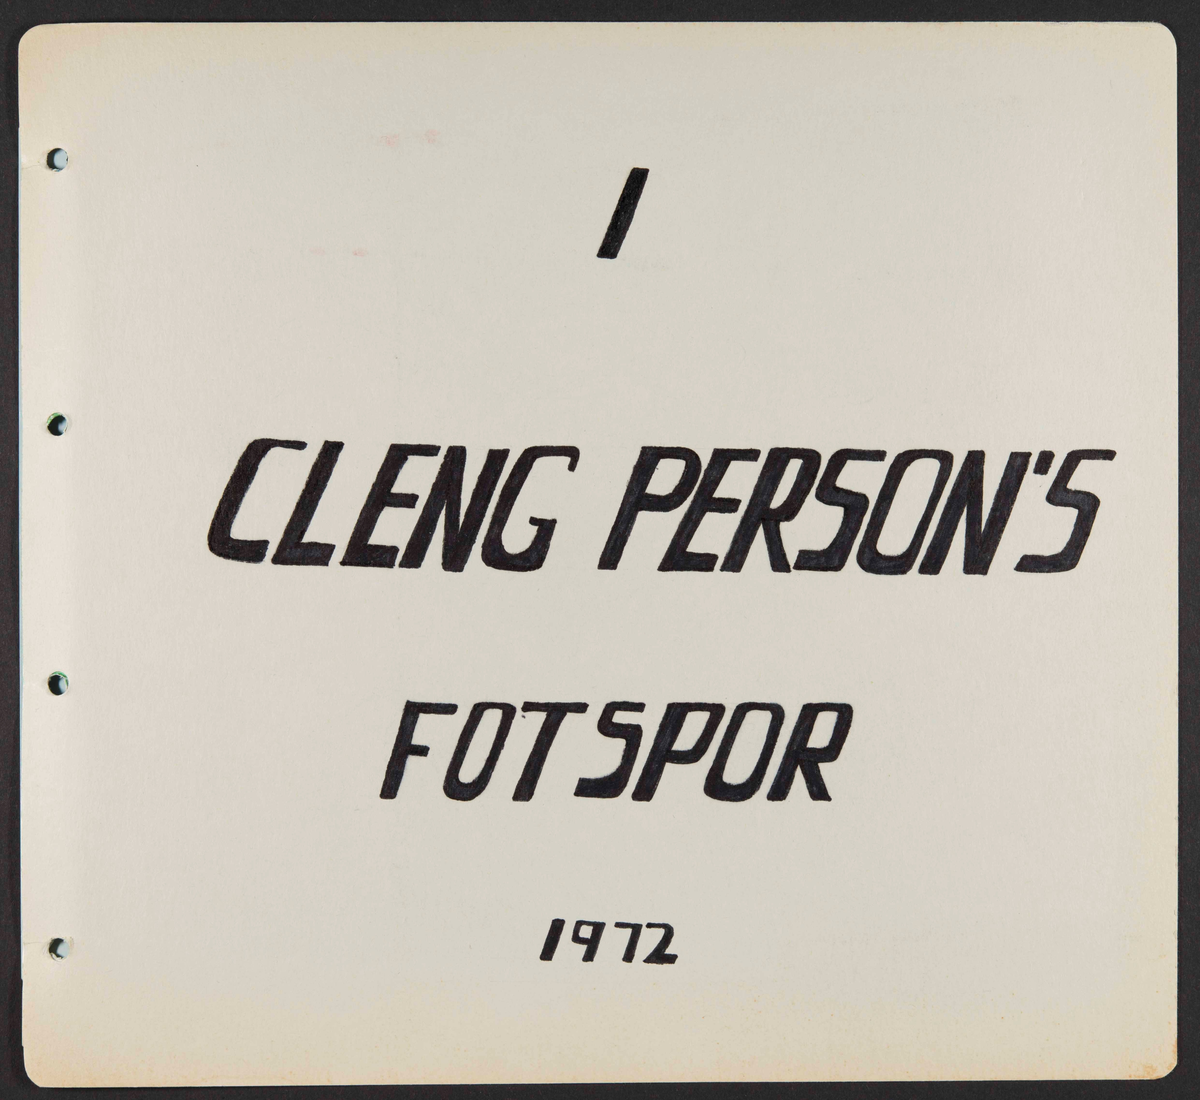 I
CLENG PERSON'S
FOTSPOR
1972